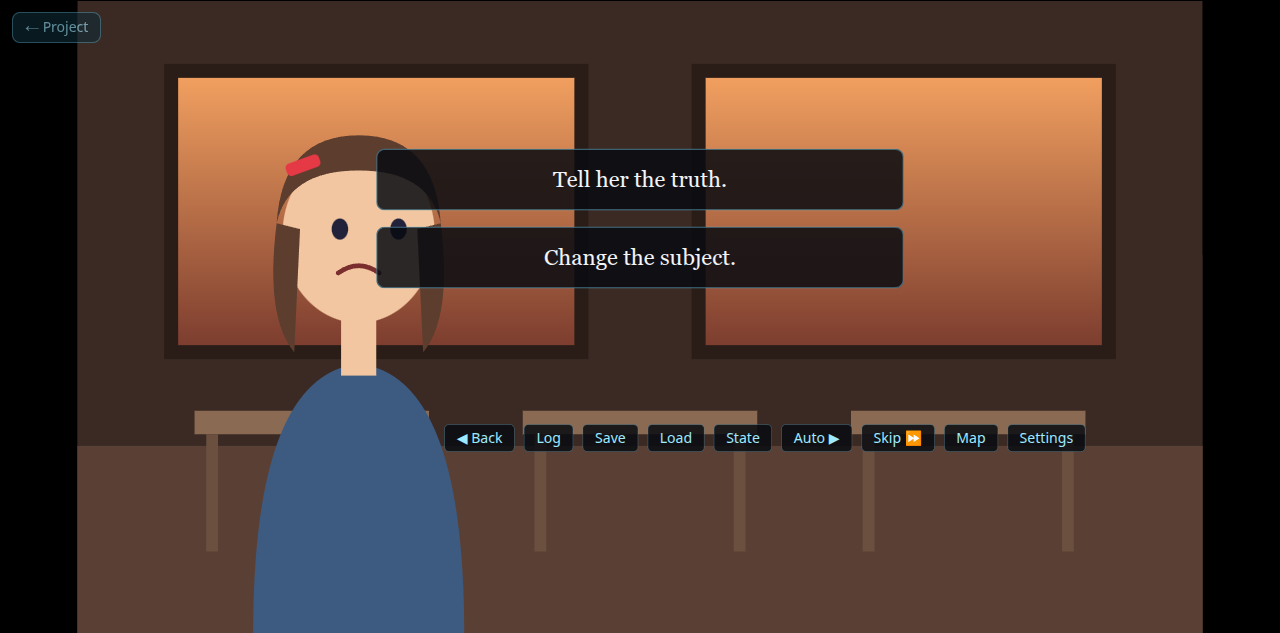 ← Project
Tell her the truth.
Change the subject.
◀ Back Log Save Load State Auto ▶ Skip ⏩ Map Settings